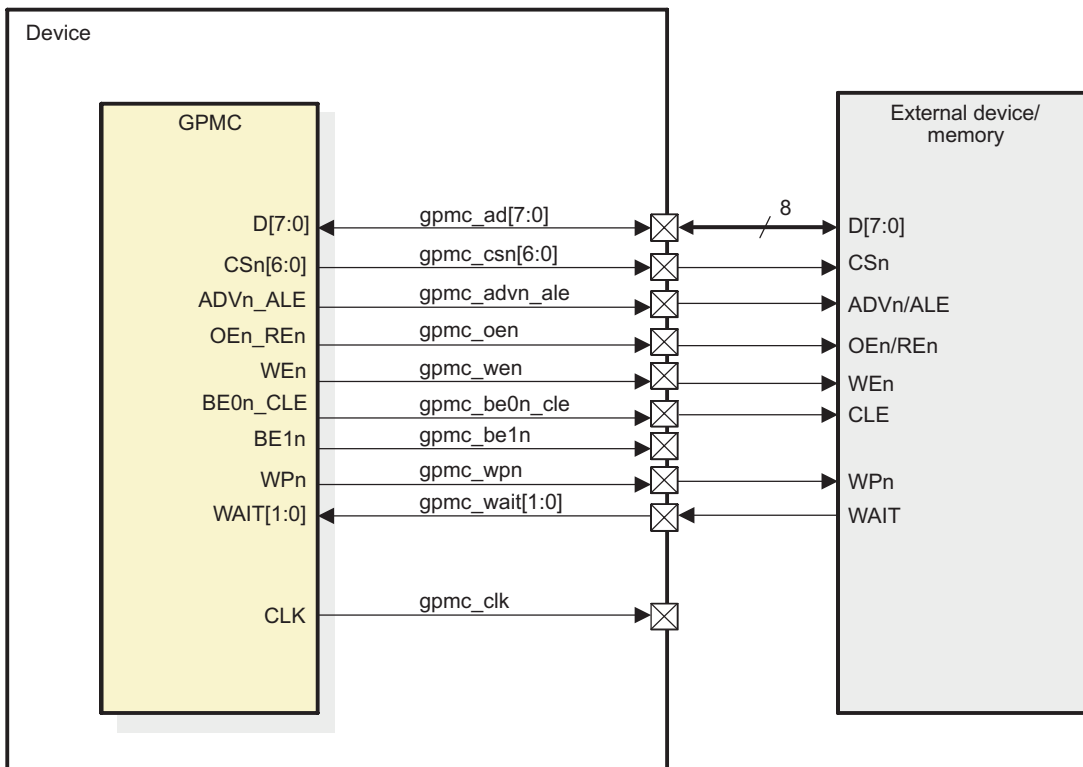 Device
GPMC
External device/
memory
D[7:0] gpmc_ad[7:0] 8 D[7:0]
CSn[6:0] gpmc_csn[6:0] CSn
ADVn_ALE gpmc_advn_ale ADVn/ALE
OEn_REn gpmc_oen OEn/REn
WEn gpmc_wen WEn
BE0n_CLE gpmc_be0n_cle CLE
BE1n gpmc_be1n
WPn gpmc_wpn WPn
WAIT[1:0] gpmc_wait[1:0] WAIT
CLK gpmc_clk